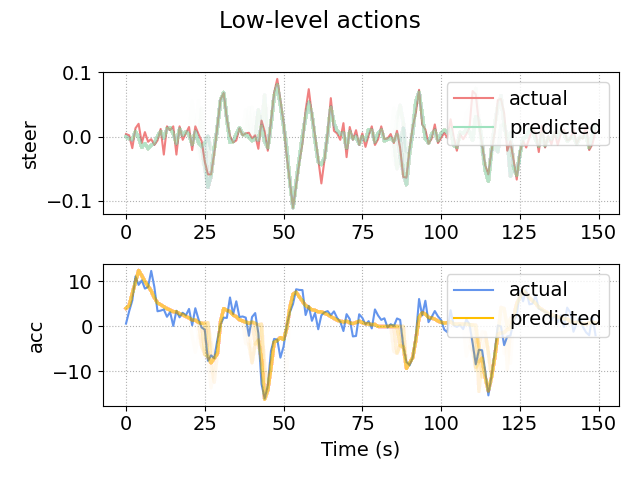 Low-level actions
0.1
0.0
−0.1
steer
actual
predicted
0 25 50 75 100 125 150
10
0
−10
acc
actual
predicted
0 25 50 75 100 125 150
Time (s)